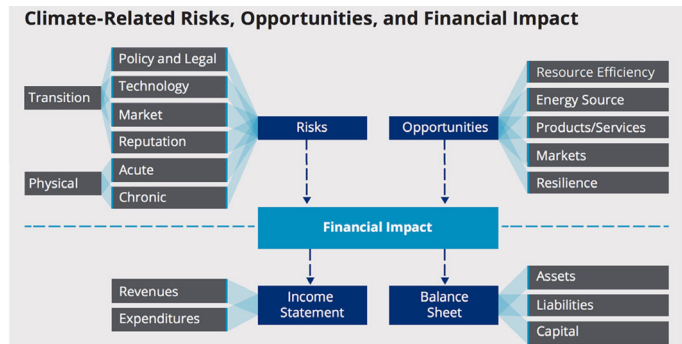 Climate-Related Risks, Opportunities, and Financial Impact
Transition
Policy and Legal
Technology
Market
Reputation
Physical
Acute
Chronic
Risks
Opportunities
Resource Efficiency
Energy Source
Products/Services
Markets
Resilience
Financial Impact
Revenues
Expenditures
Income
Statement
Balance
Sheet
Assets
Liabilities
Capital